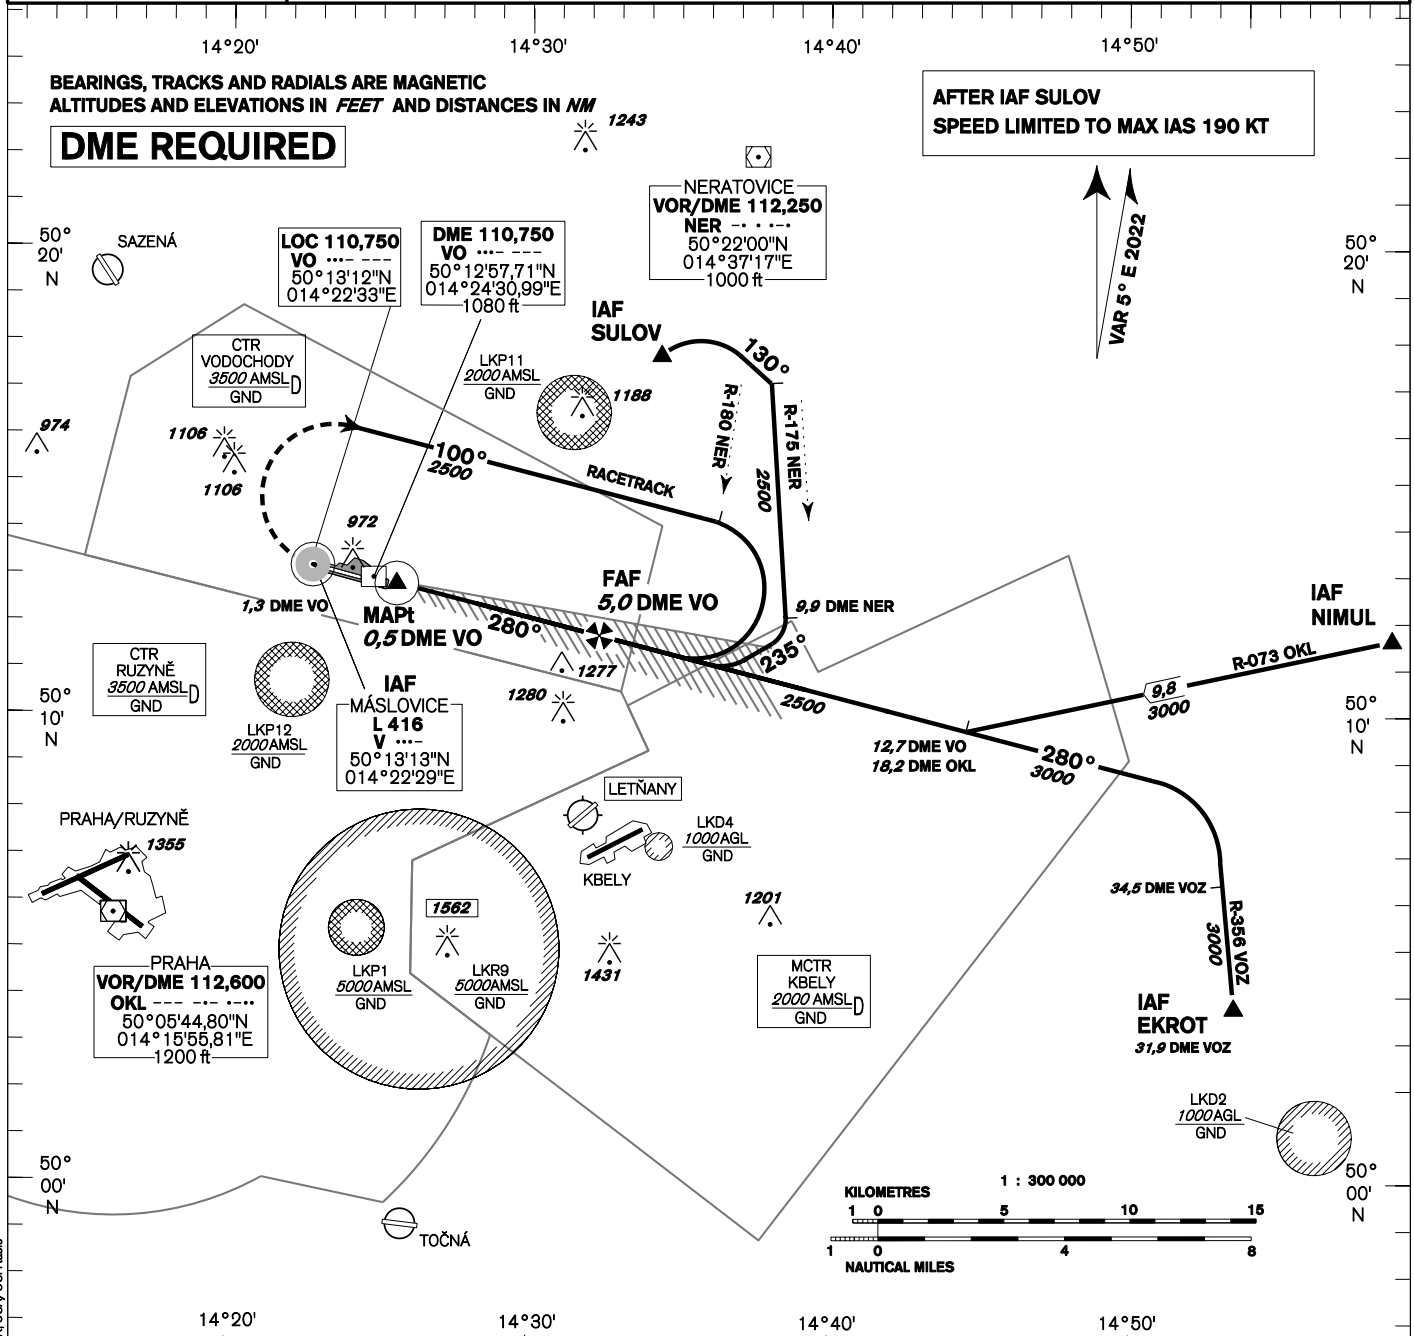 14°20'
14°30'
14°40'
14°50'
BEARINGS, TRACKS AND RADIALS ARE MAGNETIC
ALTITUDES AND ELEVATIONS IN FEET AND DISTANCES IN NM
DME REQUIRED
AFTER IAF SULOV
SPEED LIMITED TO MAX IAS 190 KT
1243
NERATOVICE
VOR/DME 112,250
NER –· · ·–·
50°22'00"N
014°37'17"E
1000 ft
VAR 5° E 2022
50°
20'
N
SAZENÁ
LOC 110,750
VO ···– –––
50°13'12"N
014°22'33"E
DME 110,750
VO ···– –––
50°12'57,71"N
014°24'30,99"E
1080 ft
50°
20'
N
IAF
SULOV
130°
CTR
VODOCHODY
3500 AMSL
D
GND
LKP11
2000 AMSL
GND
1188
R-180 NER
R-175 NER
2500
974
1106
1106
100°
2500
RACETRACK
972
FAF
5,0 DME VO
1,3 DME VO
MAPt
0,5 DME VO
280°
9,9 DME NER
235°
IAF
NIMUL
R-073 OKL
9,8
3000
CTR
RUZYNĚ
3500 AMSL
D
GND
1277
1280
2500
LKP12
2000 AMSL
GND
IAF
MÁSLOVICE
L 416
V ···–
50°13'13"N
014°22'29"E
50°
10'
N
12,7 DME VO
18,2 DME OKL
280°
3000
50°
10'
N
LETŇANY
LKD4
1000 AGL
GND
KBELY
PRAHA/RUZYNĚ
1355
34,5 DME VOZ
R-356 VOZ
3000
1562
1201
LKP1
5000 AMSL
GND
LKR9
5000 AMSL
GND
1431
MCTR
KBELY
2000 AMSL
D
GND
PRAHA
VOR/DME 112,600
OKL ––– –·– ·–··
50°05'44,80"N
014°15'55,81"E
1200 ft
IAF
EKROT
31,9 DME VOZ
LKD2
1000 AGL
GND
50°
00'
N
50°
00'
N
TOČNÁ
1 : 300 000
KILOMETRES
1 0 5 10 15
1 0 4 8
NAUTICAL MILES
14°20'
14°30'
14°40'
14°50'